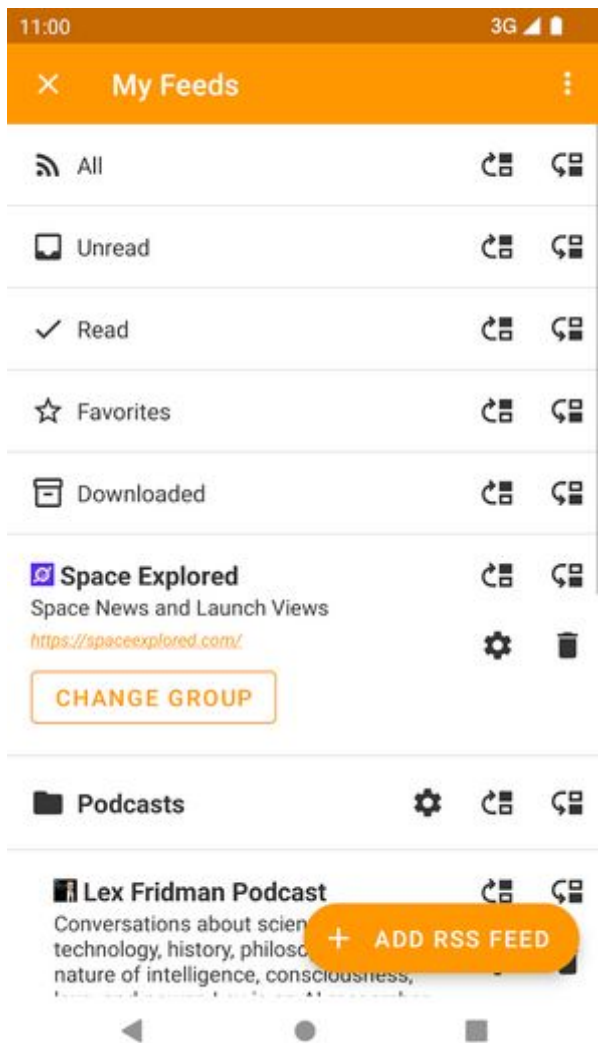 11:00 3G
My Feeds
All
Unread
Read
Favorites
Downloaded
Space Explored
Space News and Launch Views
https://spaceexplored.com/
CHANGE GROUP
Podcasts
Lex Fridman Podcast
Conversations about scien
technology, history, philoso
nature of intelligence, consciousness,
+ ADD RSS FEED